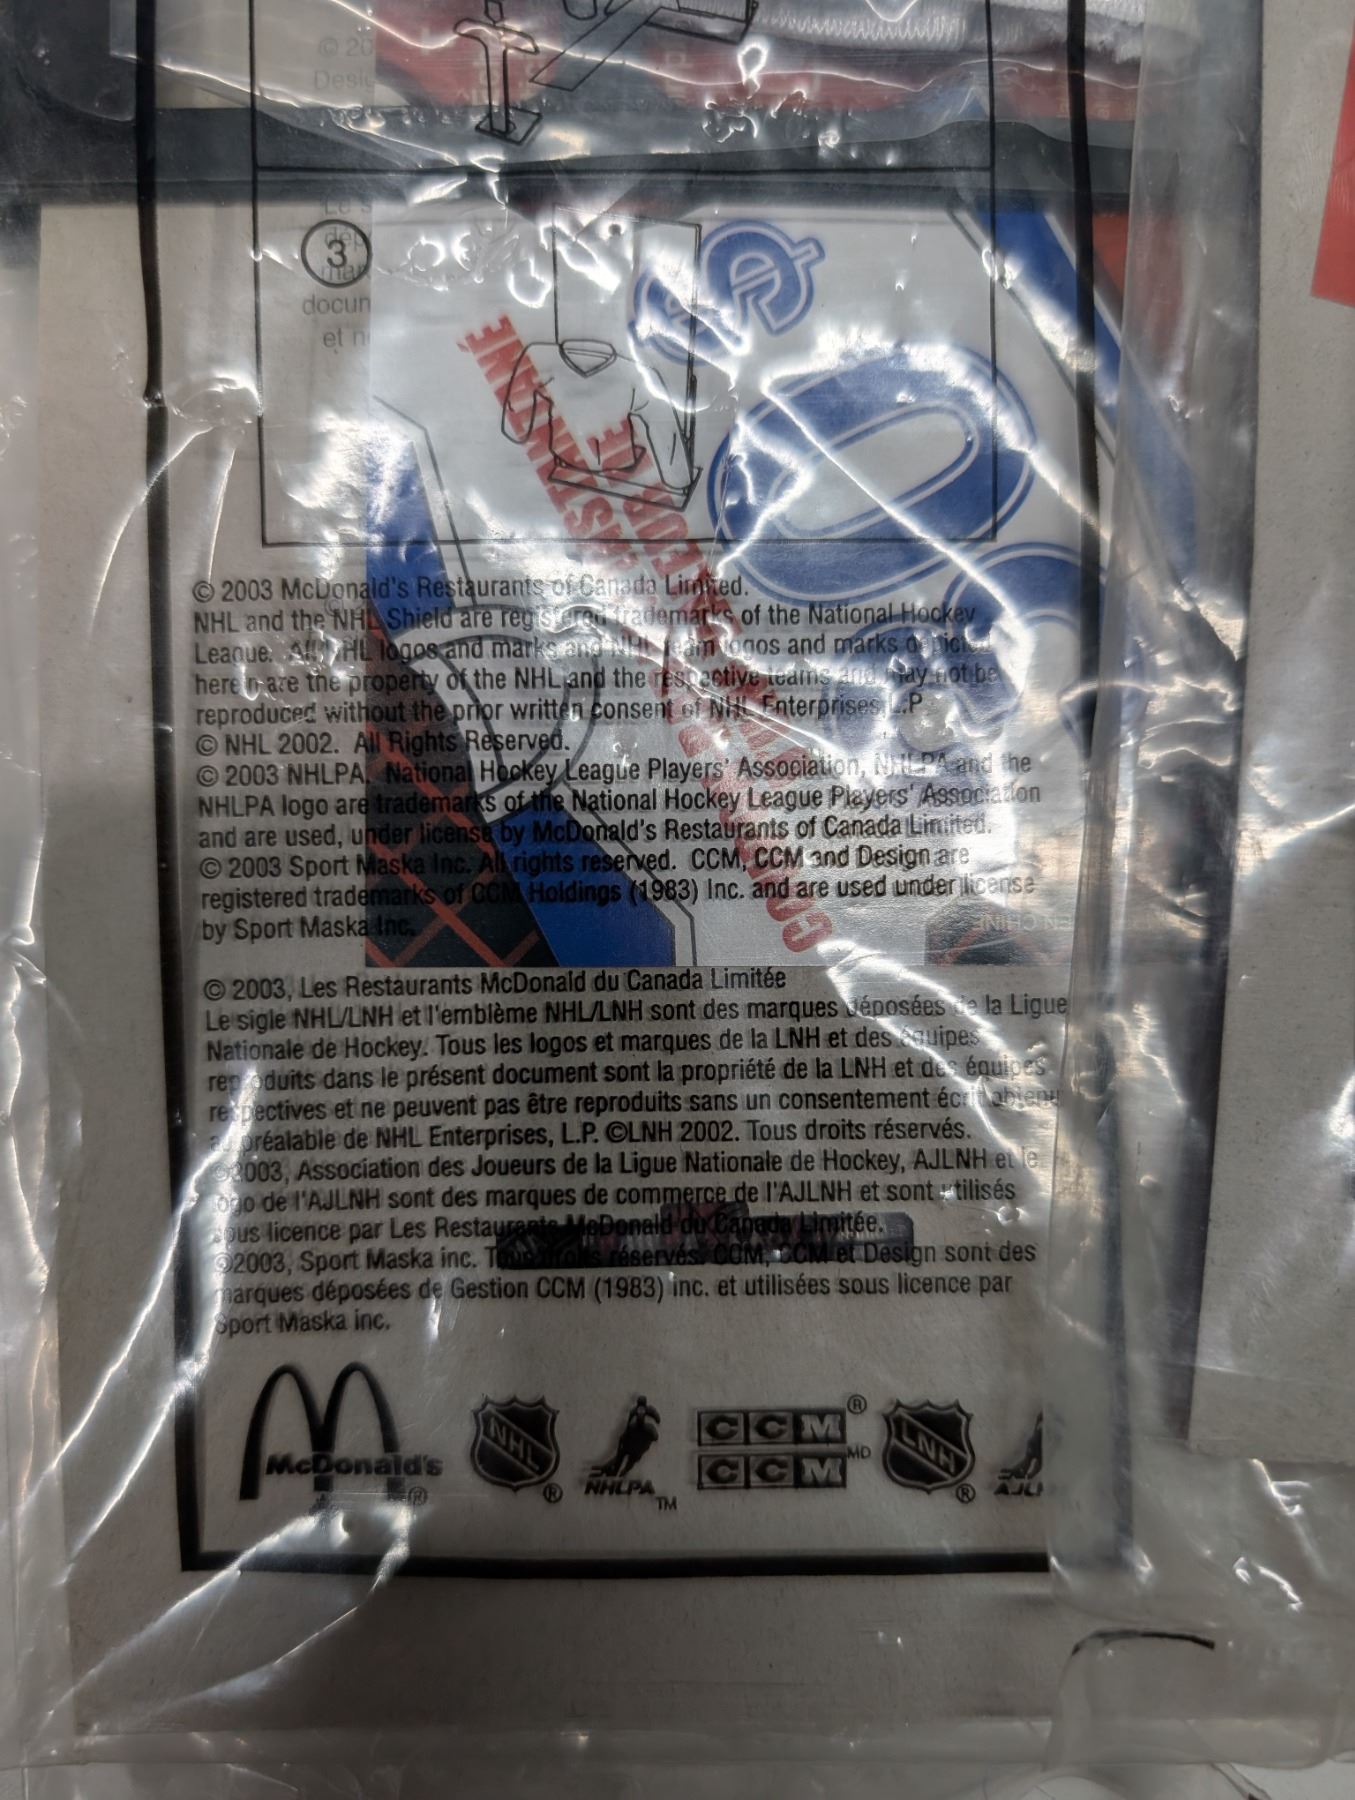 © 20
3
docum
et n
© 2003 McDonald's Restaurants of Canada Limited.
NHL and the NHL Shield are registered trademarks of the National Hockey
League. All NHL logos and marks and NHL team logos and marks depicted
herein are the property of the NHL and the respective teams and may not be
reproduced without the prior written consent of NHL Enterprises, L.P.
© NHL 2002. All Rights Reserved.
© 2003 NHLPA. National Hockey League Players' Association, NHLPA and the
NHLPA logo are trademarks of the National Hockey League Players' Association
and are used, under license by McDonald's Restaurants of Canada Limited.
© 2003 Sport Maska Inc. All rights reserved. CCM, CCM and Design are
registered trademarks of CCM Holdings (1983) Inc. and are used under license
by Sport Maska Inc.
© 2003, Les Restaurants McDonald du Canada Limitée
Le sigle NHL/LNH et l'emblème NHL/LNH sont des marques déposées de la Ligue
Nationale de Hockey. Tous les logos et marques de la LNH et des équipes
reproduits dans le présent document sont la propriété de la LNH et des équipes
respectives et ne peuvent pas être reproduits sans un consentement écrit obtenu
au préalable de NHL Enterprises, L.P. ©LNH 2002. Tous droits réservés.
©2003, Association des Joueurs de la Ligue Nationale de Hockey, AJLNH et le
logo de l'AJLNH sont des marques de commerce de l'AJLNH et sont utilisés
sous licence par Les Restaurants McDonald du Canada Limitée.
©2003, Sport Maska inc. Tous droits réservés. CCM, CCM et Design sont des
marques déposées de Gestion CCM (1983) inc. et utilisées sous licence par
Sport Maska inc.
McDonald's ® NHL ® NHLPA TM CCM ® CCM MD LNH ® AJL